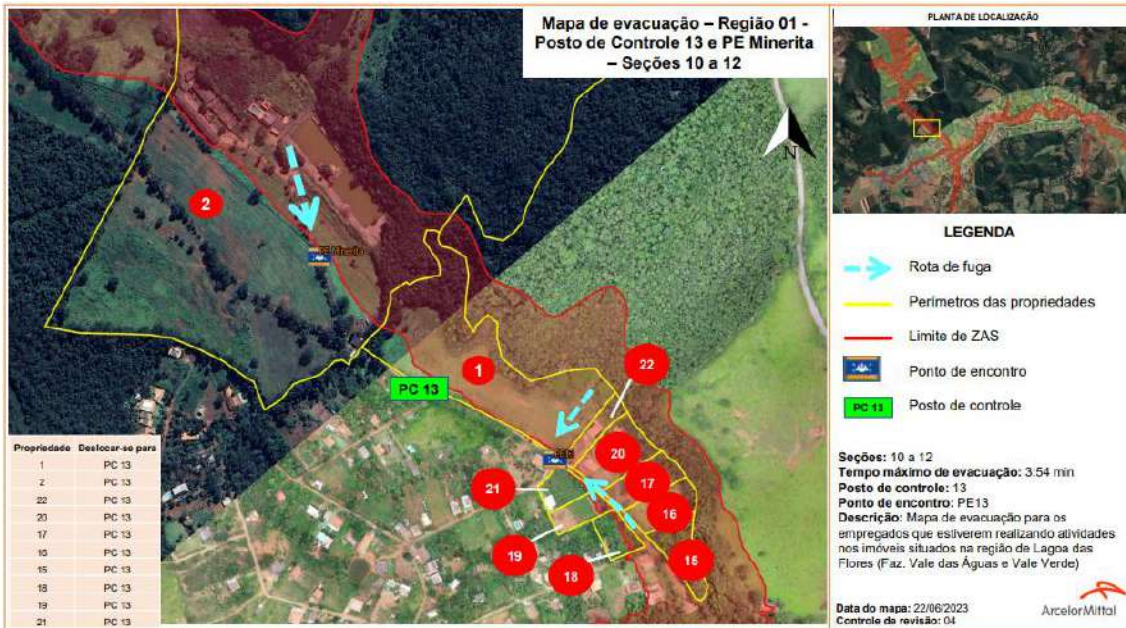 Mapa de evacuação – Região 01 -
Posto de Controle 13 e PE Minerita
– Seções 10 a 12
N
2
PE Minerita
1
PC 13
22
20
17
16
15
21
19
18
Propriedade Deslocar-se para
1 PC 13
2 PC 13
22 PC 13
20 PC 13
17 PC 13
16 PC 13
15 PC 13
18 PC 13
19 PC 13
21 PC 13
PLANTA DE LOCALIZAÇÃO
LEGENDA
Rota de fuga
Perímetros das propriedades
Limite de ZAS
Ponto de encontro
PC 13 Posto de controle
Seções: 10 a 12
Tempo máximo de evacuação: 3:54 min
Posto de controle: 13
Ponto de encontro: PE13
Descrição: Mapa de evacuação para os
empregados que estiverem realizando atividades
nos imóveis situados na região de Lagoa das
Flores (Faz. Vale das Águas e Vale Verde)
Data do mapa: 22/06/2023
Controle de revisão: 04
ArcelorMittal